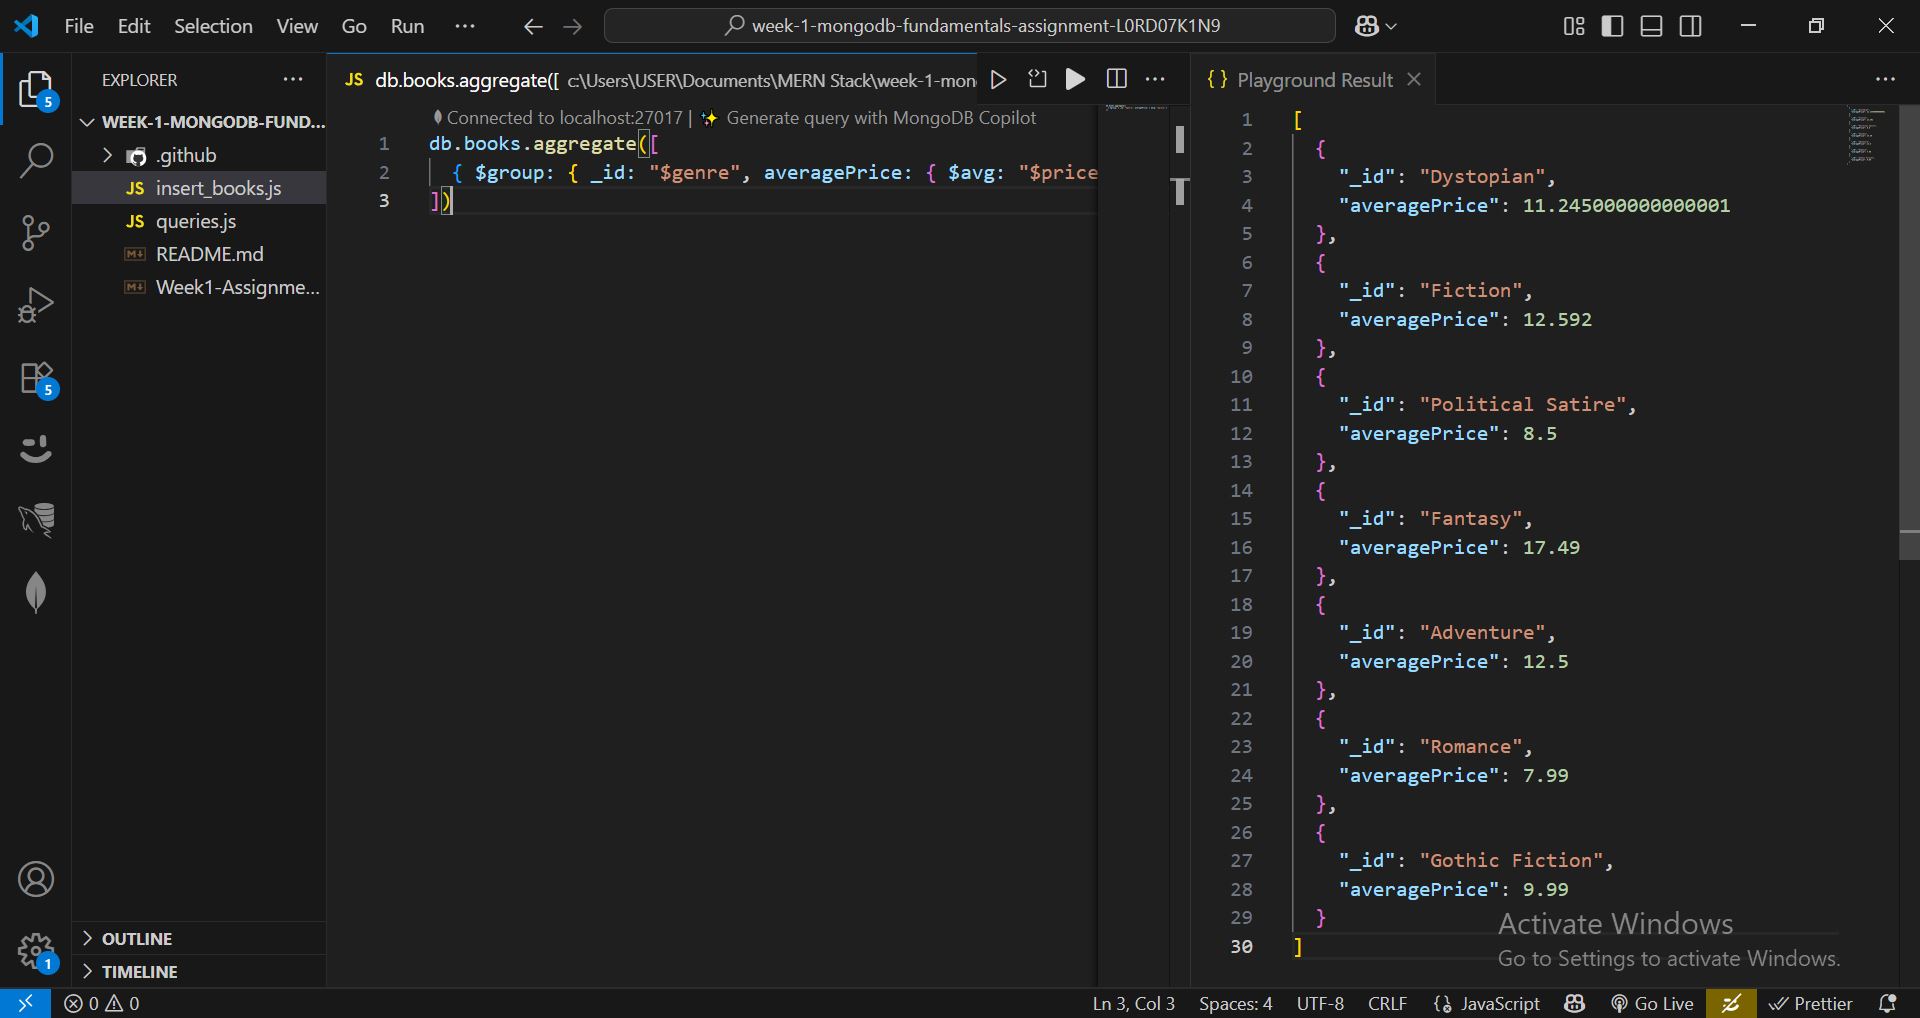 File Edit Selection View Go Run ··· week-1-mongodb-fundamentals-assignment-L0RD07K1N9
EXPLORER ···
WEEK-1-MONGODB-FUND...
.github
JS insert_books.js
JS queries.js
README.md
Week1-Assignme...
OUTLINE
TIMELINE
JS db.books.aggregate([ c:\Users\USER\Documents\MERN Stack\week-1-mon
Connected to localhost:27017 | ✨ Generate query with MongoDB Copilot
1 db.books.aggregate([
2 { $group: { _id: "$genre", averagePrice: { $avg: "$price
3 ])
{ } Playground Result
1 [
2 {
3 "_id": "Dystopian",
4 "averagePrice": 11.245000000000001
5 },
6 {
7 "_id": "Fiction",
8 "averagePrice": 12.592
9 },
10 {
11 "_id": "Political Satire",
12 "averagePrice": 8.5
13 },
14 {
15 "_id": "Fantasy",
16 "averagePrice": 17.49
17 },
18 {
19 "_id": "Adventure",
20 "averagePrice": 12.5
21 },
22 {
23 "_id": "Romance",
24 "averagePrice": 7.99
25 },
26 {
27 "_id": "Gothic Fiction",
28 "averagePrice": 9.99
29 }
30 ]
Activate Windows
Go to Settings to activate Windows.
5
5
1
0 0 Ln 3, Col 3 Spaces: 4 UTF-8 CRLF JavaScript Go Live Prettier